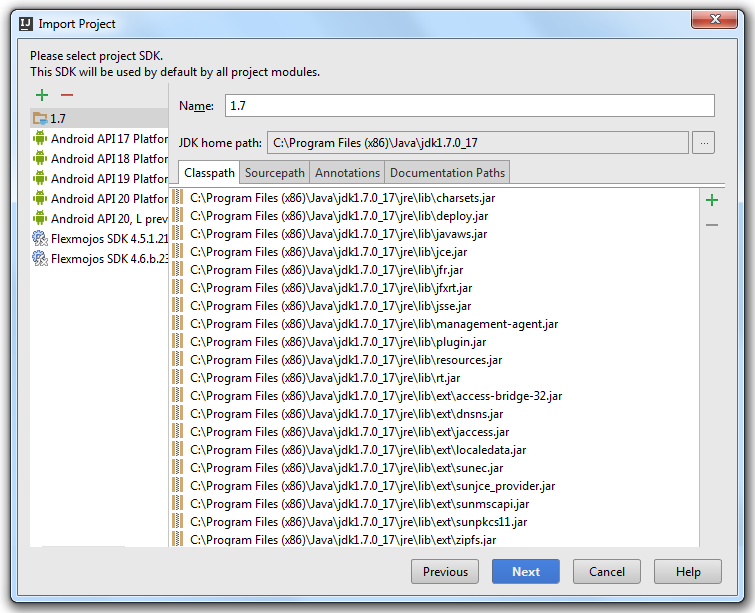 Import Project
Please select project SDK.
This SDK will be used by default by all project modules.
1.7
Android API 17 Platfor
Android API 18 Platfor
Android API 19 Platfor
Android API 20 Platfor
Android API 20, L prev
Flexmojos SDK 4.5.1.21
Flexmojos SDK 4.6.b.23
Name: 1.7
JDK home path: C:\Program Files (x86)\Java\jdk1.7.0_17 ...
Classpath Sourcepath Annotations Documentation Paths
C:\Program Files (x86)\Java\jdk1.7.0_17\jre\lib\charsets.jar
C:\Program Files (x86)\Java\jdk1.7.0_17\jre\lib\deploy.jar
C:\Program Files (x86)\Java\jdk1.7.0_17\jre\lib\javaws.jar
C:\Program Files (x86)\Java\jdk1.7.0_17\jre\lib\jce.jar
C:\Program Files (x86)\Java\jdk1.7.0_17\jre\lib\jfr.jar
C:\Program Files (x86)\Java\jdk1.7.0_17\jre\lib\jfxrt.jar
C:\Program Files (x86)\Java\jdk1.7.0_17\jre\lib\jsse.jar
C:\Program Files (x86)\Java\jdk1.7.0_17\jre\lib\management-agent.jar
C:\Program Files (x86)\Java\jdk1.7.0_17\jre\lib\plugin.jar
C:\Program Files (x86)\Java\jdk1.7.0_17\jre\lib\resources.jar
C:\Program Files (x86)\Java\jdk1.7.0_17\jre\lib\rt.jar
C:\Program Files (x86)\Java\jdk1.7.0_17\jre\lib\ext\access-bridge-32.jar
C:\Program Files (x86)\Java\jdk1.7.0_17\jre\lib\ext\dnsns.jar
C:\Program Files (x86)\Java\jdk1.7.0_17\jre\lib\ext\jaccess.jar
C:\Program Files (x86)\Java\jdk1.7.0_17\jre\lib\ext\localedata.jar
C:\Program Files (x86)\Java\jdk1.7.0_17\jre\lib\ext\sunec.jar
C:\Program Files (x86)\Java\jdk1.7.0_17\jre\lib\ext\sunjce_provider.jar
C:\Program Files (x86)\Java\jdk1.7.0_17\jre\lib\ext\sunmscapi.jar
C:\Program Files (x86)\Java\jdk1.7.0_17\jre\lib\ext\sunpkcs11.jar
C:\Program Files (x86)\Java\jdk1.7.0_17\jre\lib\ext\zipfs.jar
Previous Next Cancel Help